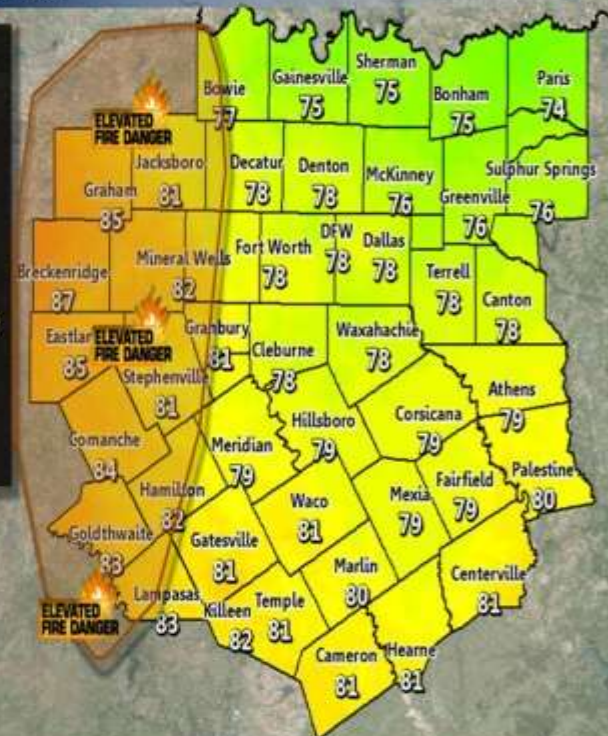 Sherman
75
Gainesville
75
Paris
74
Bowie
77
Bonham
75
ELEVATED
FIRE DANGER
Jacksboro
81
Decatur
78
Denton
78
McKinney
76
Sulphur Springs
76
Graham
85
Greenville
76
DFW
78
Dallas
78
Fort Worth
78
Mineral Wells
82
Breckenridge
87
Terrell
78
Canton
78
ELEVATED
FIRE DANGER
Eastlan
85
Granbury
81
Waxahachie
78
Cleburne
78
Stephenville
81
Athens
79
Hillsboro
79
Corsicana
79
Comanche
84
Meridian
79
Palestine
80
Fairfield
79
Mexia
79
Hamilton
82
Waco
81
Goldthwaite
83
Gatesville
81
Marlin
80
Centerville
81
Lampasas
83
ELEVATED
FIRE DANGER
Killeen
82
Temple
81
Hearne
81
Cameron
81